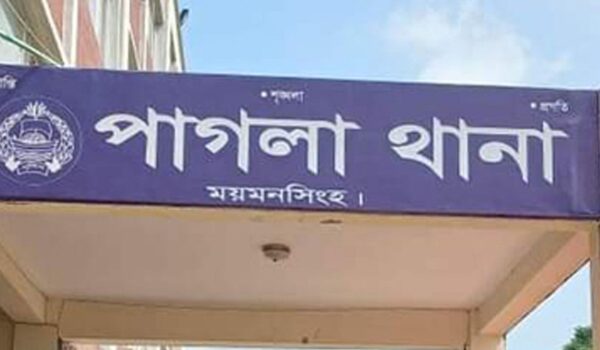 • শৃঙ্খলা • প্রগতি
পাগলা থানা
ময়মনসিংহ ।